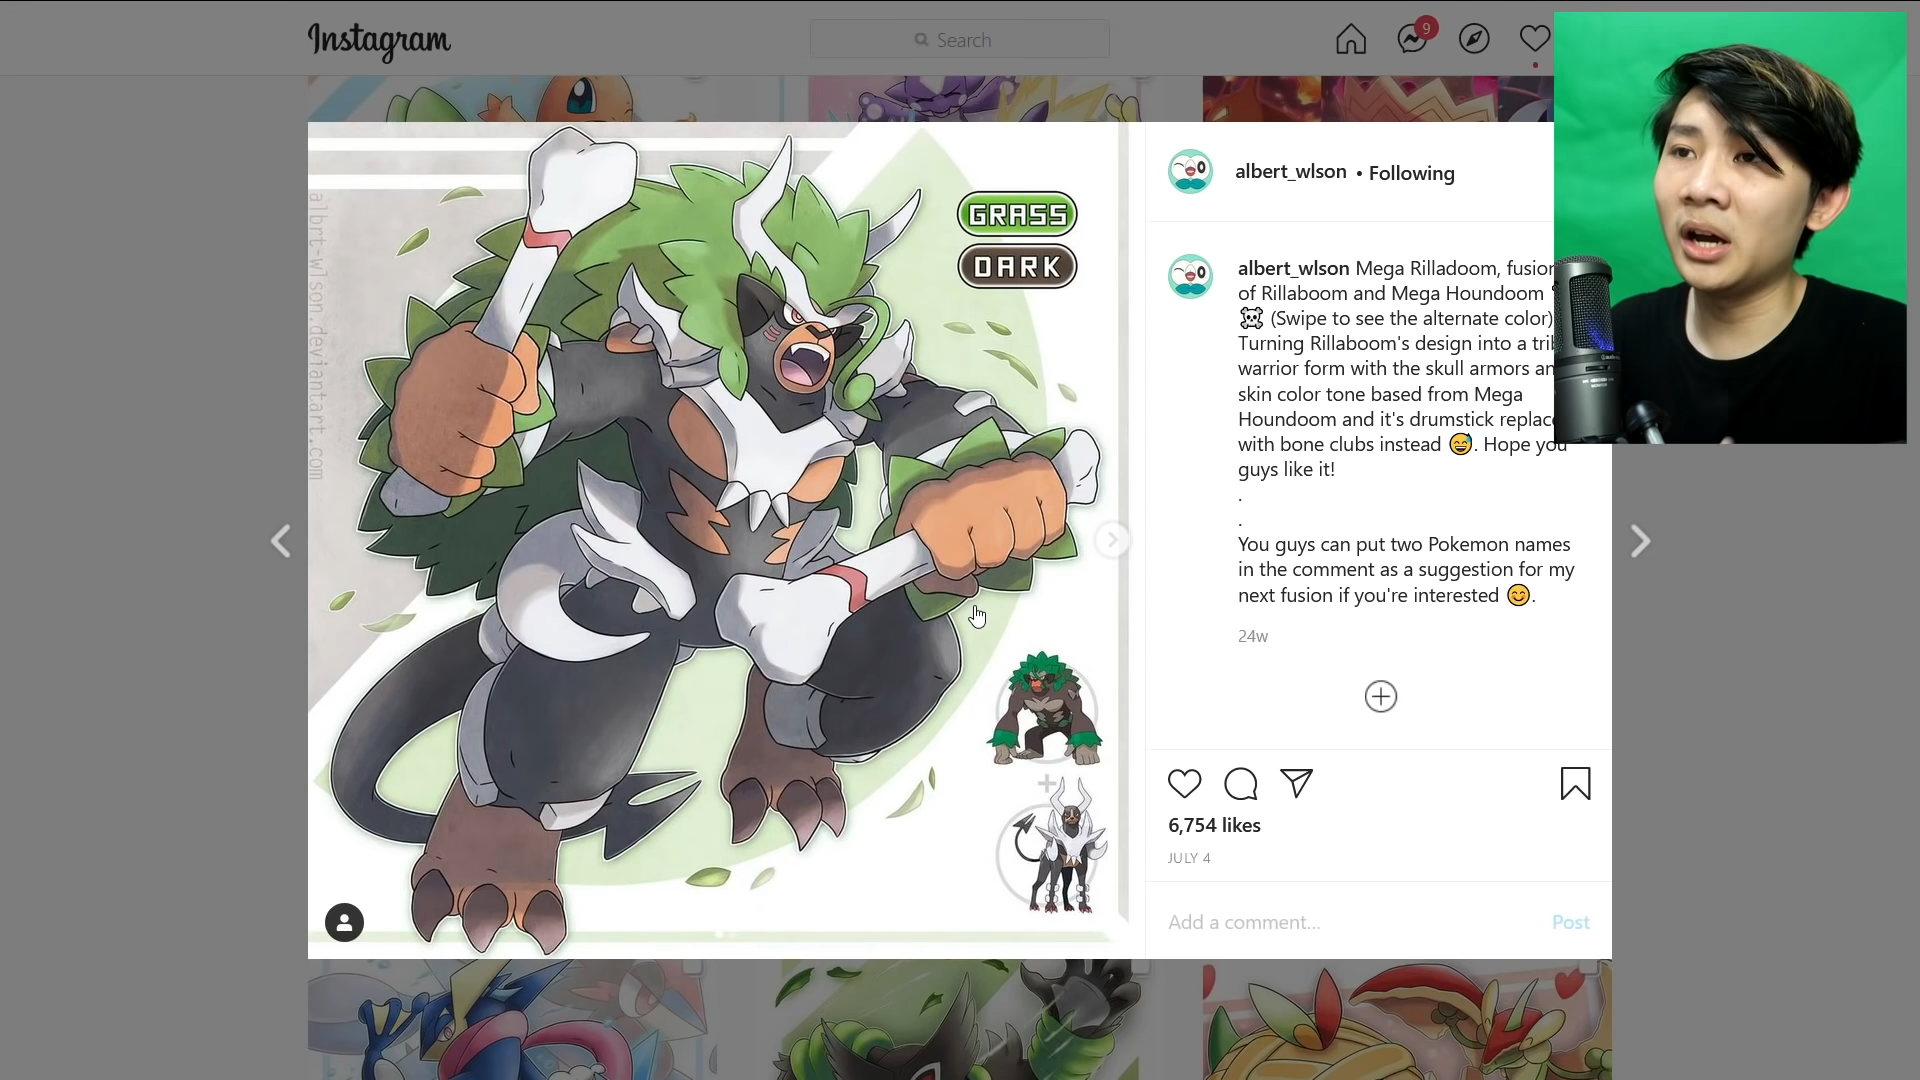 Instagram
Search
9
albert_wlson • Following
GRASS
DARK
albrt-wlson.deviantart.com
albert_wlson Mega Rilladoom, fusion
of Rillaboom and Mega Houndoom
☠️ (Swipe to see the alternate color)
Turning Rillaboom's design into a
warrior form with the skull armors
skin color tone based from Mega
Houndoom and it's drumstick
with bone clubs instead 😅. Hope you
guys like it!
.
.
You guys can put two Pokemon names
in the comment as a suggestion for my
next fusion if you're interested 😊.
24w
+
6,754 likes
JULY 4
Add a comment...
Post